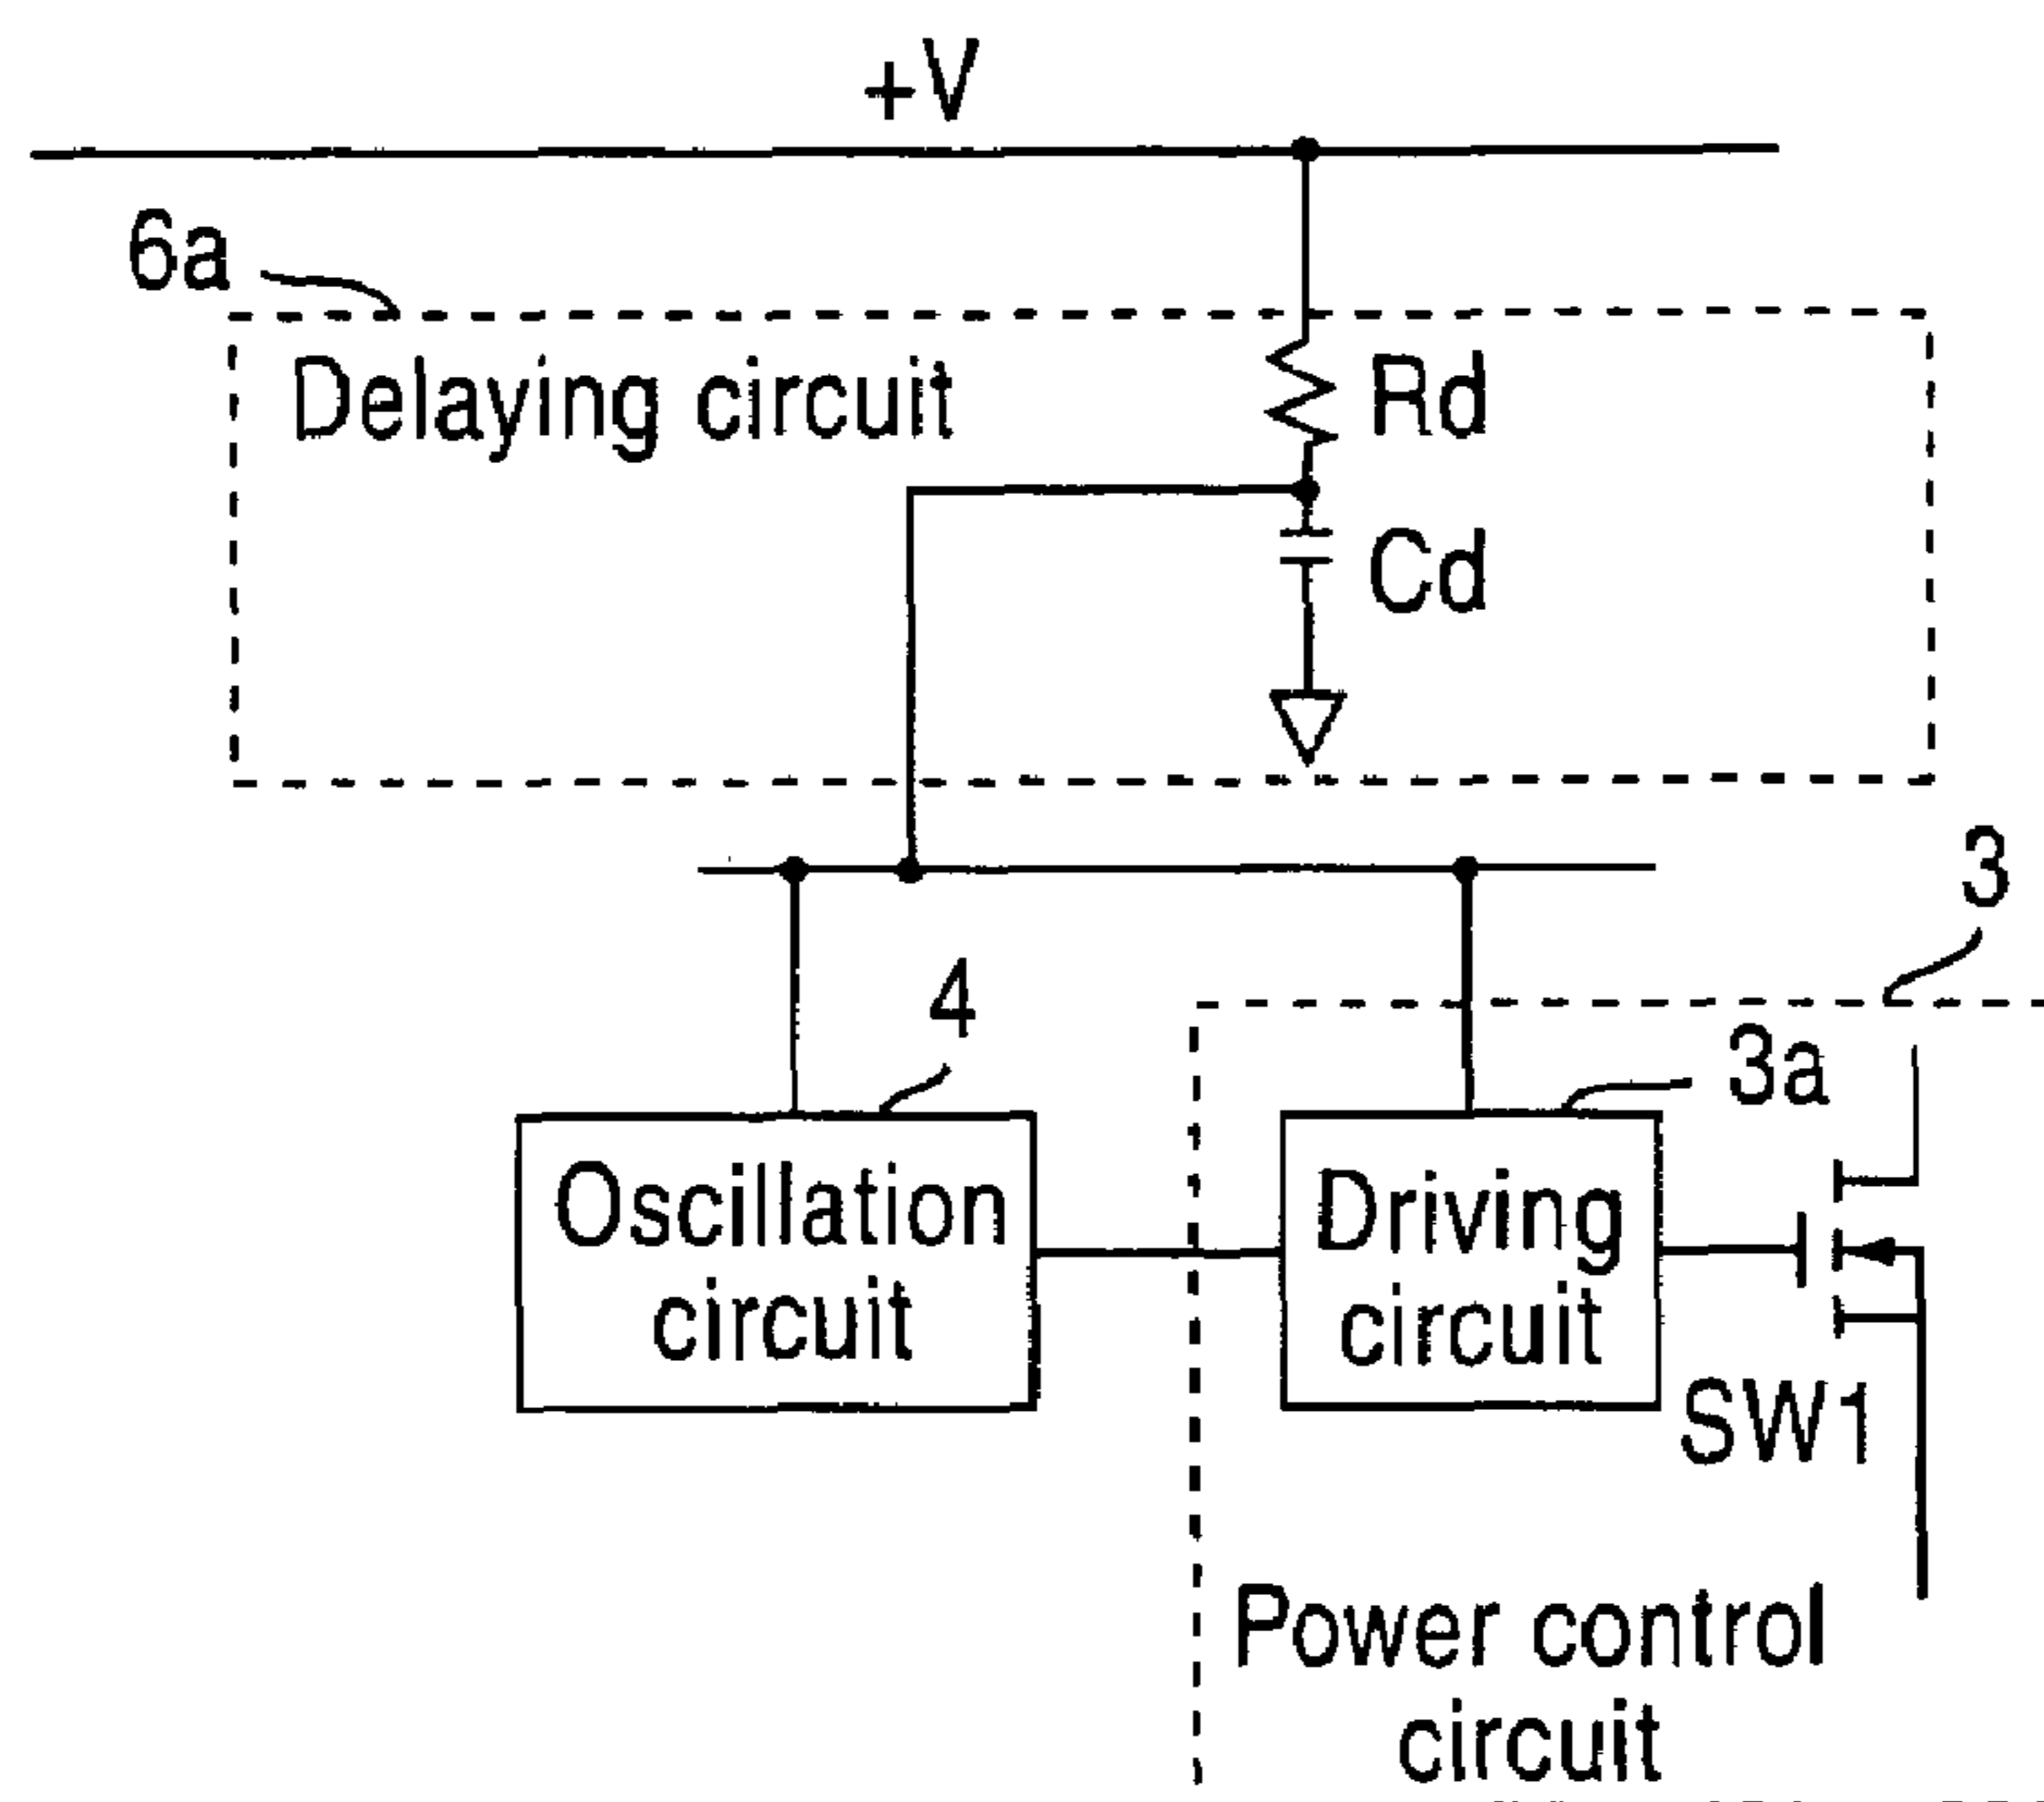 +V
6a
Delaying circuit
Rd
Cd
3
4
3a
Oscillation
circuit
Driving
circuit
SW1
Power control
circuit